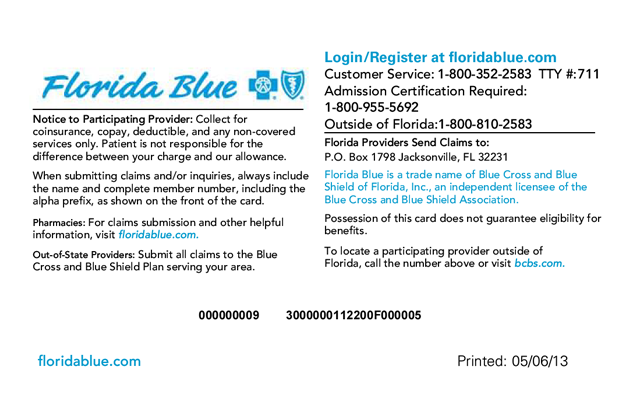 Florida Blue
Notice to Participating Provider: Collect for
coinsurance, copay, deductible, and any non-covered
services only. Patient is not responsible for the
difference between your charge and our allowance.
When submitting claims and/or inquiries, always include
the name and complete member number, including the
alpha prefix, as shown on the front of the card.
Pharmacies: For claims submission and other helpful
information, visit floridablue.com.
Out-of-State Providers: Submit all claims to the Blue
Cross and Blue Shield Plan serving your area.
Login/Register at floridablue.com
Customer Service: 1-800-352-2583 TTY #:711
Admission Certification Required:
1-800-955-5692
Outside of Florida:1-800-810-2583
Florida Providers Send Claims to:
P.O. Box 1798 Jacksonville, FL 32231
Florida Blue is a trade name of Blue Cross and Blue
Shield of Florida, Inc., an independent licensee of the
Blue Cross and Blue Shield Association.
Possession of this card does not guarantee eligibility for
benefits.
To locate a participating provider outside of
Florida, call the number above or visit bcbs.com.
000000009 3000000112200F000005
floridablue.com
Printed: 05/06/13